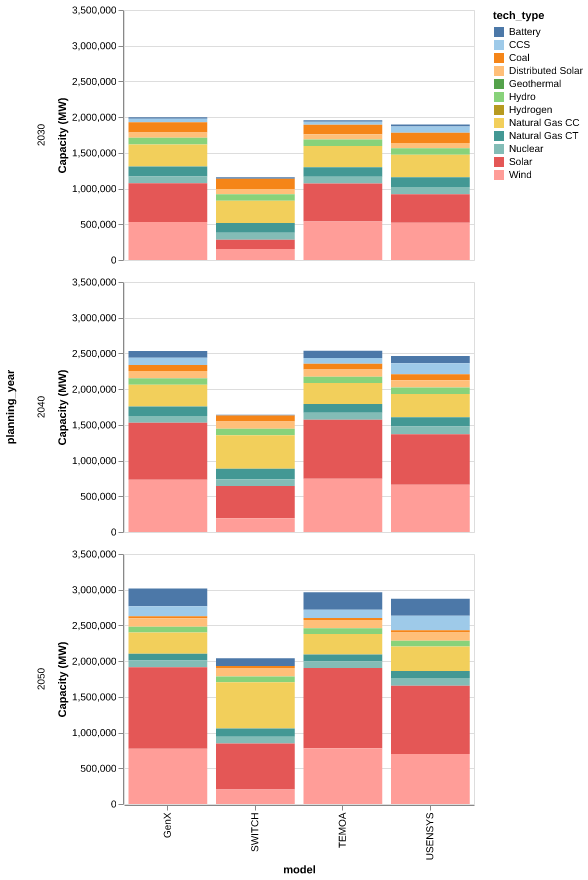 tech_type
Battery
CCS
Coal
Distributed Solar
Geothermal
Hydro
Hydrogen
Natural Gas CC
Natural Gas CT
Nuclear
Solar
Wind
planning_year
2030
Capacity (MW)
3,500,000
3,000,000
2,500,000
2,000,000
1,500,000
1,000,000
500,000
0
2040
Capacity (MW)
3,500,000
3,000,000
2,500,000
2,000,000
1,500,000
1,000,000
500,000
0
2050
Capacity (MW)
3,500,000
3,000,000
2,500,000
2,000,000
1,500,000
1,000,000
500,000
0
GenX
SWITCH
TEMOA
USENSYS
model